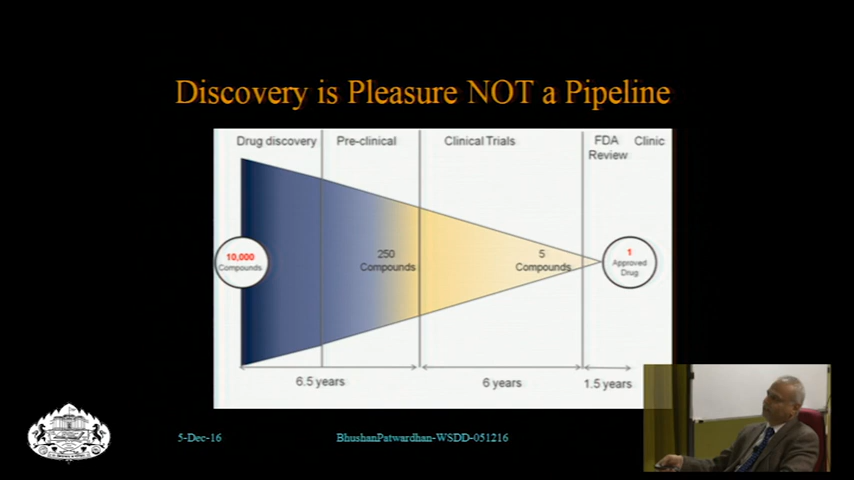 Discovery is Pleasure NOT a Pipeline
Drug discovery
Pre-clinical
Clinical Trials
FDA
Review
Clinic
10,000
Compounds
250
Compounds
5
Compounds
1
Approved
Drug
6.5 years
6 years
1.5 years
5-Dec-16
BhushanPatwardhan-WSDD-051216